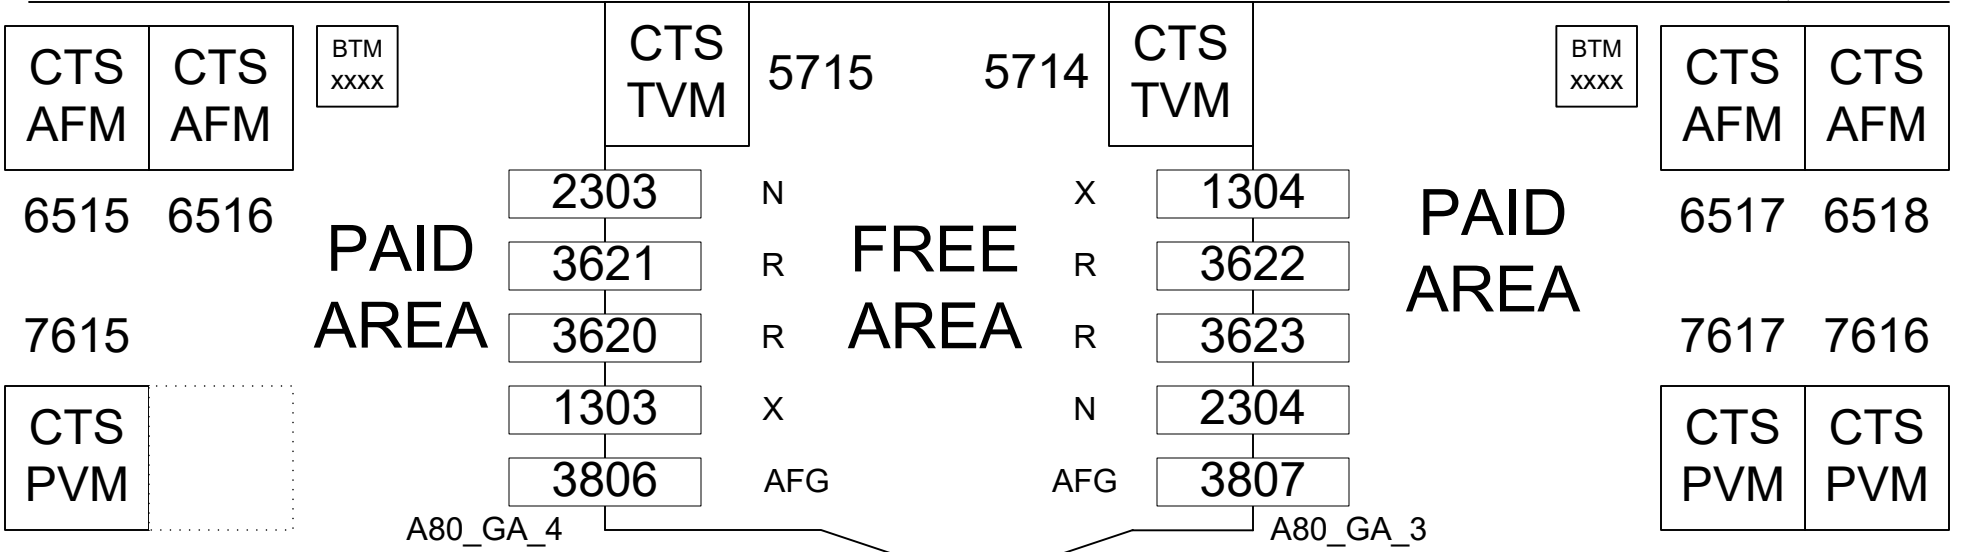 CTS
AFM
CTS
AFM
BTM
xxxx
CTS
TVM
5715
5714
CTS
TVM
BTM
xxxx
CTS
AFM
CTS
AFM
6515
6516
PAID
AREA
2303
N
FREE
AREA
X
1304
PAID
AREA
6517
6518
3621
R
R
3622
7615
3620
R
R
3623
7617
7616
CTS
PVM
1303
X
N
2304
CTS
PVM
CTS
PVM
3806
AFG
AFG
3807
A80_GA_4
A80_GA_3